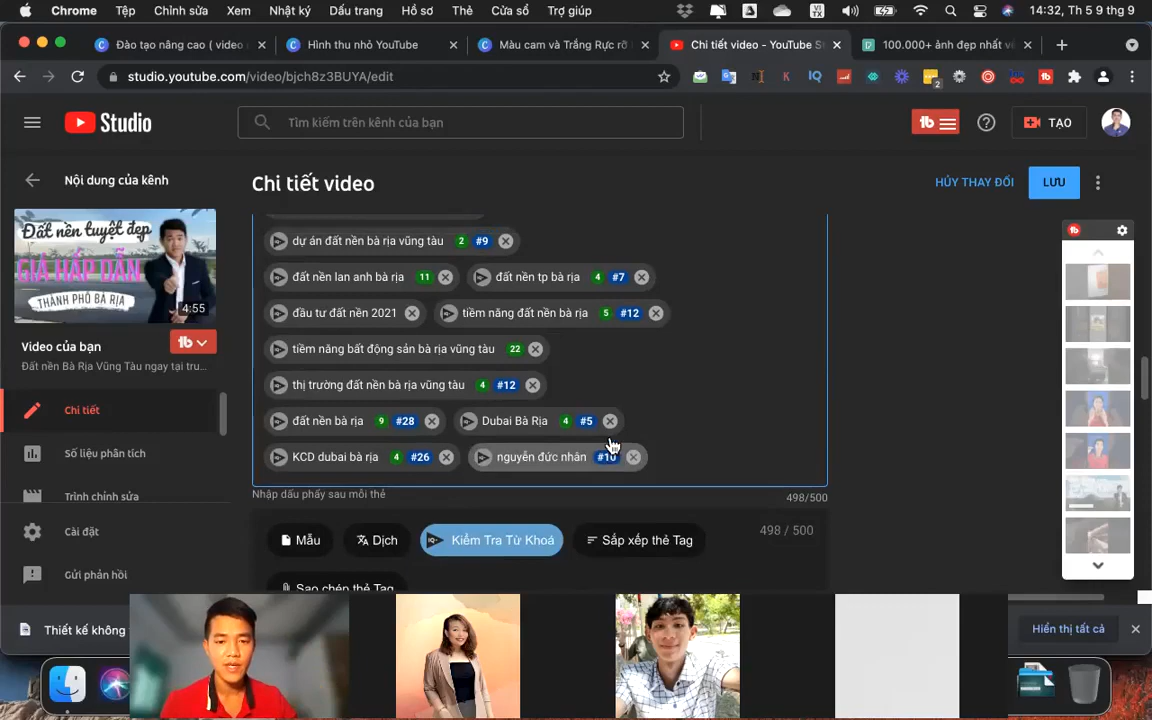 Chrome Tệp Chỉnh sửa Xem Nhật ký Dấu trang Hồ sơ Thẻ Cửa sổ Trợ giúp VI TX 14:32, Th 5 9 thg 9
Đào tạo nâng cao ( video Hình thu nhỏ YouTube Màu cam và Trắng Rực rỡ Chi tiết video - YouTube St 100.000+ ảnh đẹp nhất về
studio.youtube.com/video/bjch8z3BUYA/edit
Studio
Tìm kiếm trên kênh của bạn
TẠO
Nội dung của kênh
Chi tiết video
HỦY THAY ĐỔI
LƯU
Đất nền tuyệt đẹp
GIÁ HẤP DẪN
THÀNH PHỐ BÀ RỊA
4:55
Video của bạn
Đất nền Bà Rịa Vũng Tàu ngay tại tru...
Chi tiết
Số liệu phân tích
Trình chỉnh sửa
Cài đặt
Gửi phản hồi
dự án đất nền bà rịa vũng tàu 2 #9
đất nền lan anh bà rịa 11 đất nền tp bà rịa 4 #7
đầu tư đất nền 2021 tiềm năng đất nền bà rịa 5 #12
tiềm năng bất động sản bà rịa vũng tàu 22
thị trường đất nền bà rịa vũng tàu 4 #12
đất nền bà rịa 9 #28 Dubai Bà Rịa 4 #5
KCD dubai bà rịa 4 #26 nguyễn đức nhân
Nhập dấu phẩy sau mỗi thẻ
498/500
Mẫu Dịch Kiểm Tra Từ Khoá Sắp xếp thẻ Tag
498 / 500
Sao chép thẻ Tag
Thiết kế không
Hiển thị tất cả